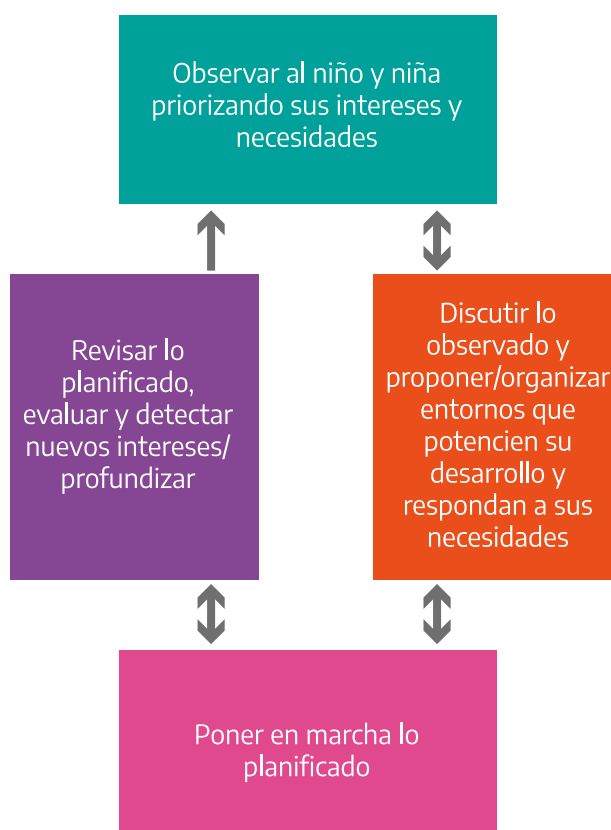 Observar al niño y niña
priorizando sus intereses y
necesidades
Revisar lo
planificado,
evaluar y detectar
nuevos intereses/
profundizar
Discutir lo
observado y
proponer/organizar
entornos que
potencien su
desarrollo y
respondan a sus
necesidades
Poner en marcha lo
planificado